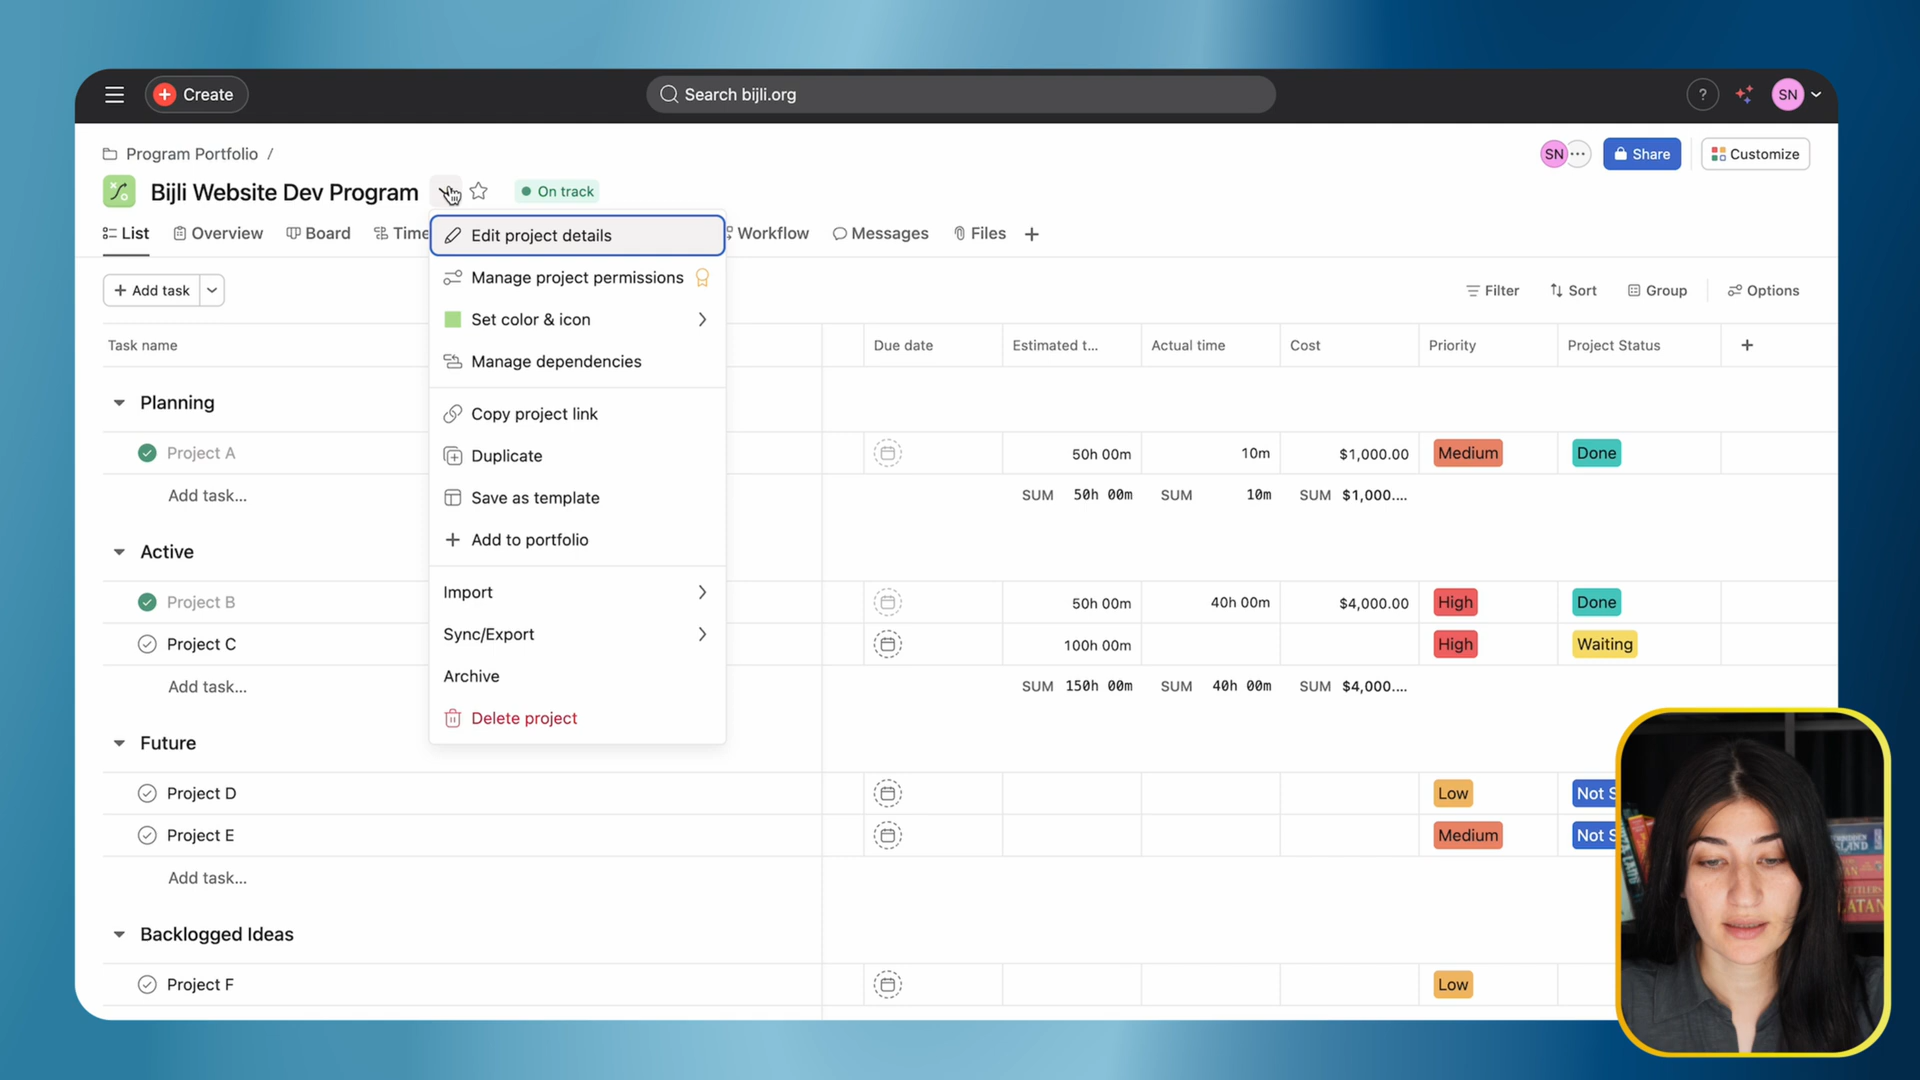 Create
Search bijli.org
?
SN
Program Portfolio /
SN
Share
Customize
Bijli Website Dev Program
On track
List
Overview
Board
Time
Workflow
Messages
Files
Edit project details
Manage project permissions
Set color & icon
Manage dependencies
Copy project link
Duplicate
Save as template
+ Add to portfolio
Import
Sync/Export
Archive
Delete project
+ Add task
Filter
Sort
Group
Options
Task name
Due date
Estimated t...
Actual time
Cost
Priority
Project Status
+
Planning
Project A
50h 00m
10m
$1,000.00
Medium
Done
Add task...
SUM 50h 00m
SUM 10m
SUM $1,000....
Active
Project B
50h 00m
40h 00m
$4,000.00
High
Done
Project C
100h 00m
High
Waiting
Add task...
SUM 150h 00m
SUM 40h 00m
SUM $4,000....
Future
Project D
Low
Not S
Project E
Medium
Not S
Add task...
Backlogged Ideas
Project F
Low